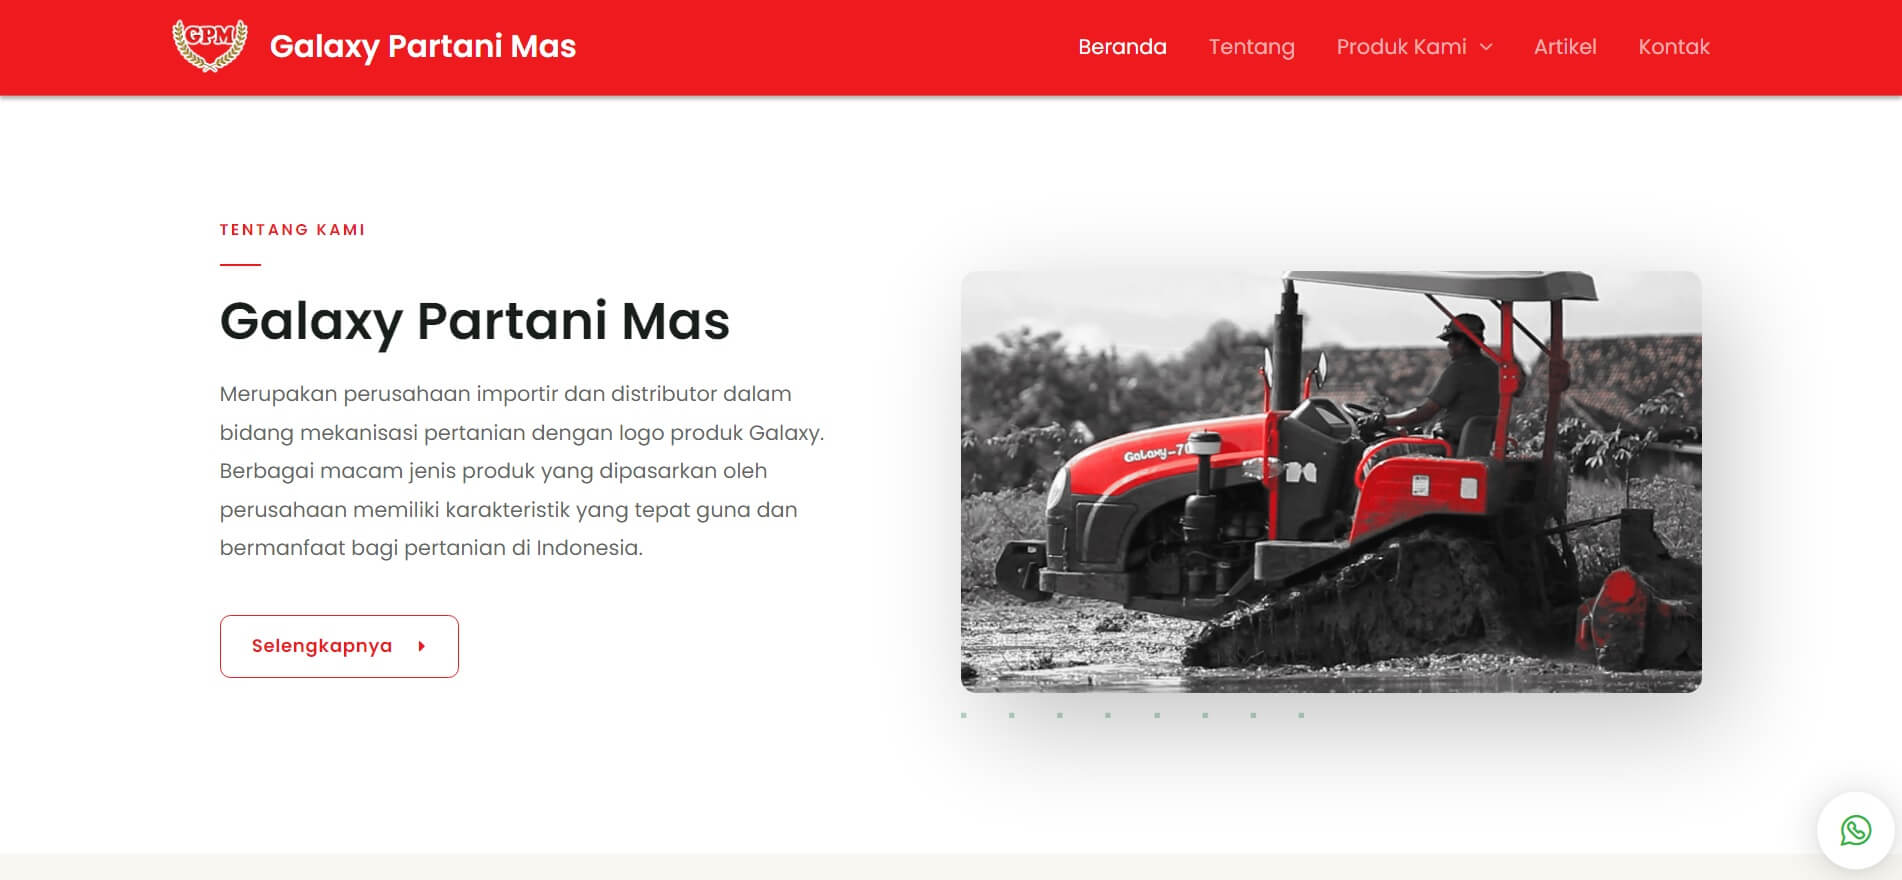 GPM
Galaxy Partani Mas
Beranda
Tentang
Produk Kami
Artikel
Kontak
TENTANG KAMI
Galaxy Partani Mas
Merupakan perusahaan importir dan distributor dalam
bidang mekanisasi pertanian dengan logo produk Galaxy.
Berbagai macam jenis produk yang dipasarkan oleh
perusahaan memiliki karakteristik yang tepat guna dan
bermanfaat bagi pertanian di Indonesia.
Selengkapnya
Galaxy-70